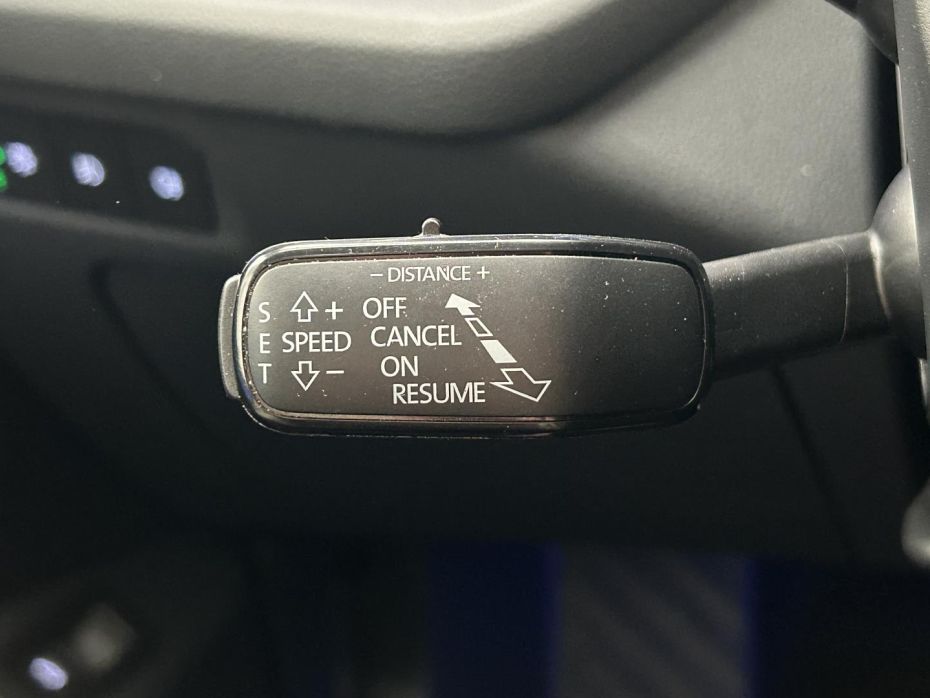 − DISTANCE +
S + OFF
E SPEED CANCEL
T − ON
RESUME